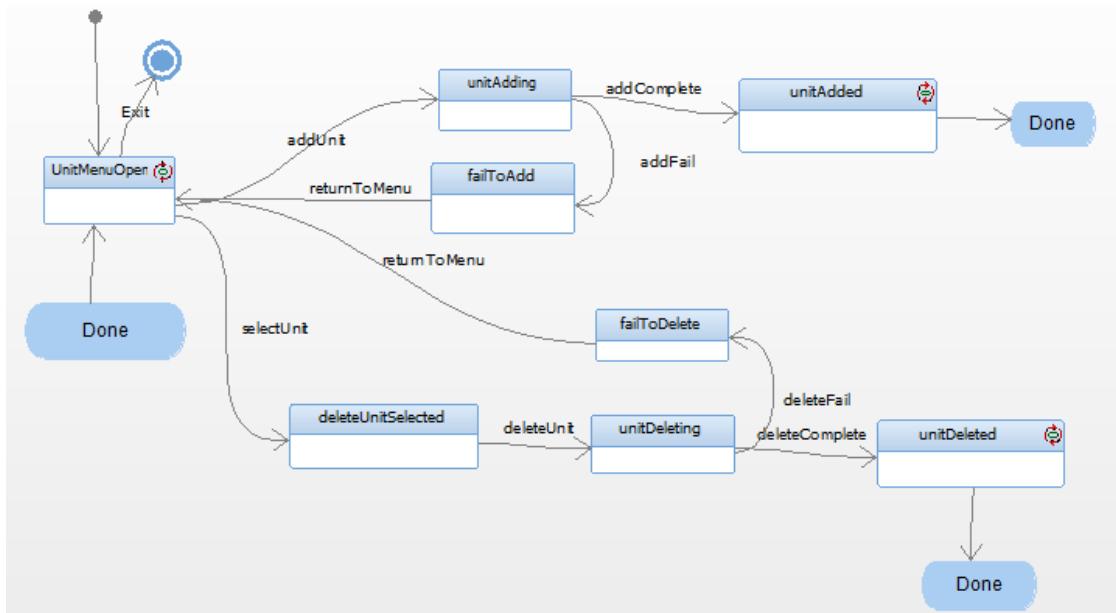 unitAdding
addComplete
unitAdded
Exit
Done
addUnit
addFail
UnitMenuOpen
failToAdd
returnToMenu
returnToMenu
Done
selectUnit
failToDelete
deleteFail
deleteUnitSelected
deleteUnit
unitDeleting
deleteComplete
unitDeleted
Done